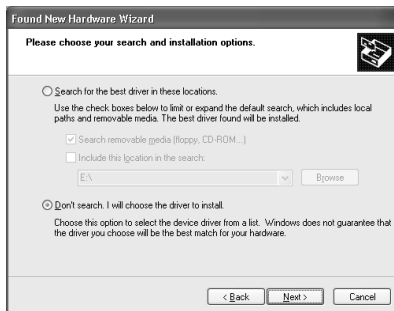 Found New Hardware Wizard
Please choose your search and installation options.
Search for the best driver in these locations.
Use the check boxes below to limit or expand the default search, which includes local
paths and removable media. The best driver found will be installed.
Search removable media (floppy, CD-ROM...)
Include this location in the search:
E:\
Browse
Don't search. I will choose the driver to install.
Choose this option to select the device driver from a list. Windows does not guarantee that
the driver you choose will be the best match for your hardware.
< Back Next > Cancel